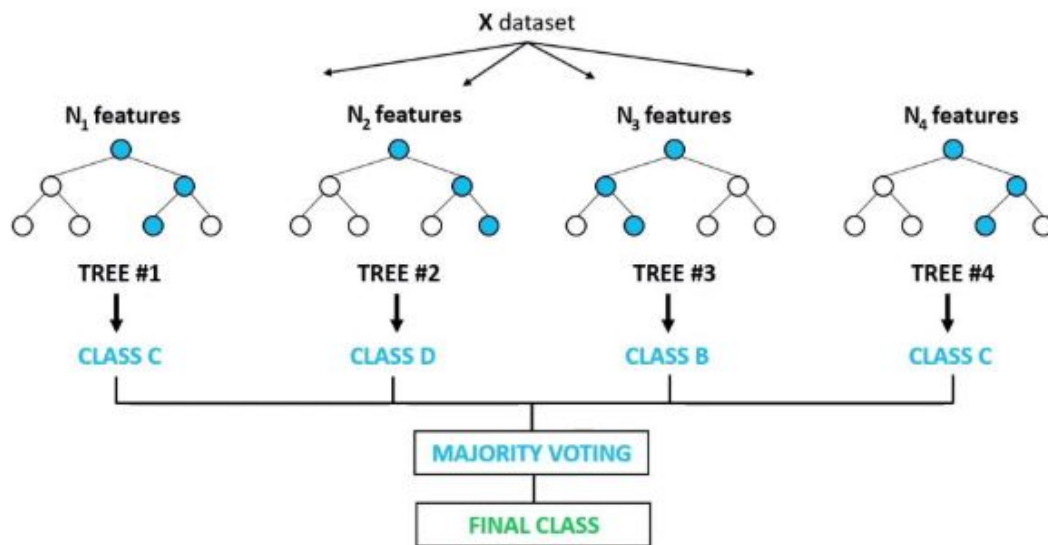 X dataset
N₁ features
N₂ features
N₃ features
N₄ features
TREE #1
TREE #2
TREE #3
TREE #4
CLASS C
CLASS D
CLASS B
CLASS C
MAJORITY VOTING
FINAL CLASS